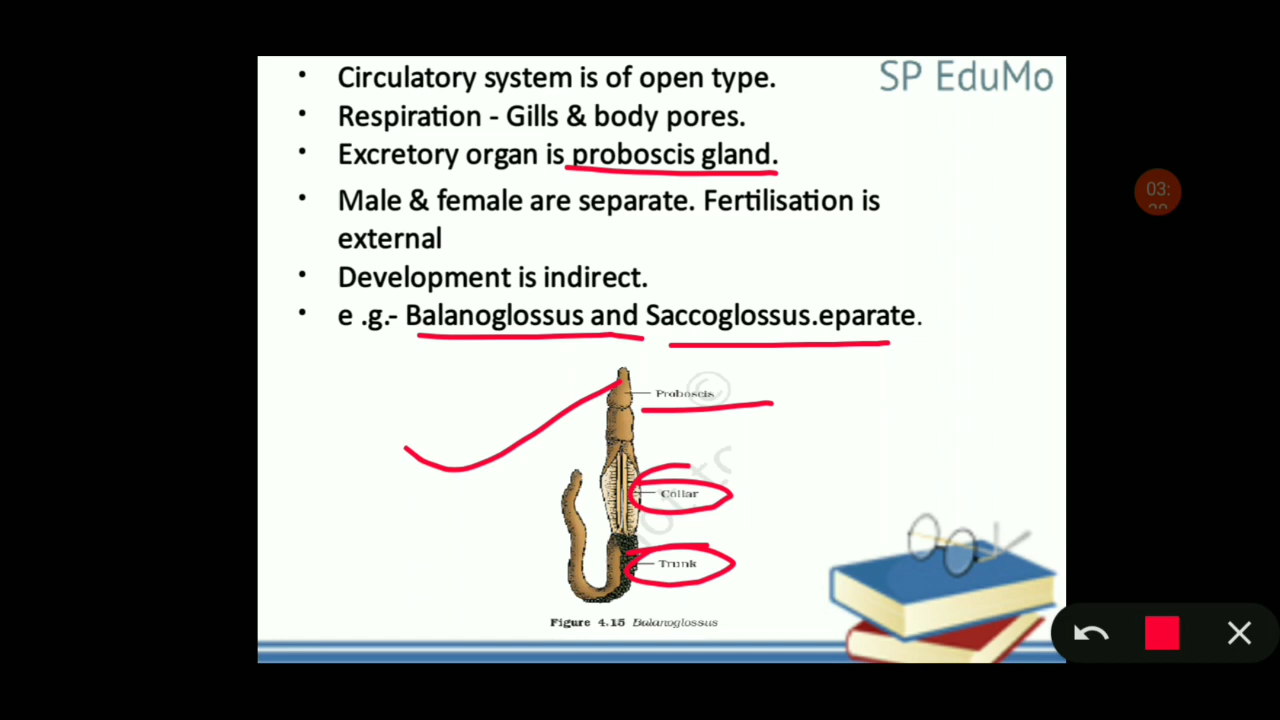 SP EduMo
• Circulatory system is of open type.
• Respiration - Gills & body pores.
• Excretory organ is proboscis gland.
• Male & female are separate. Fertilisation is
external
• Development is indirect.
• e .g.- Balanoglossus and Saccoglossus.eparate.
©
Proboscis
Collar
Trunk
Figure 4.15 Balanoglossus
03: